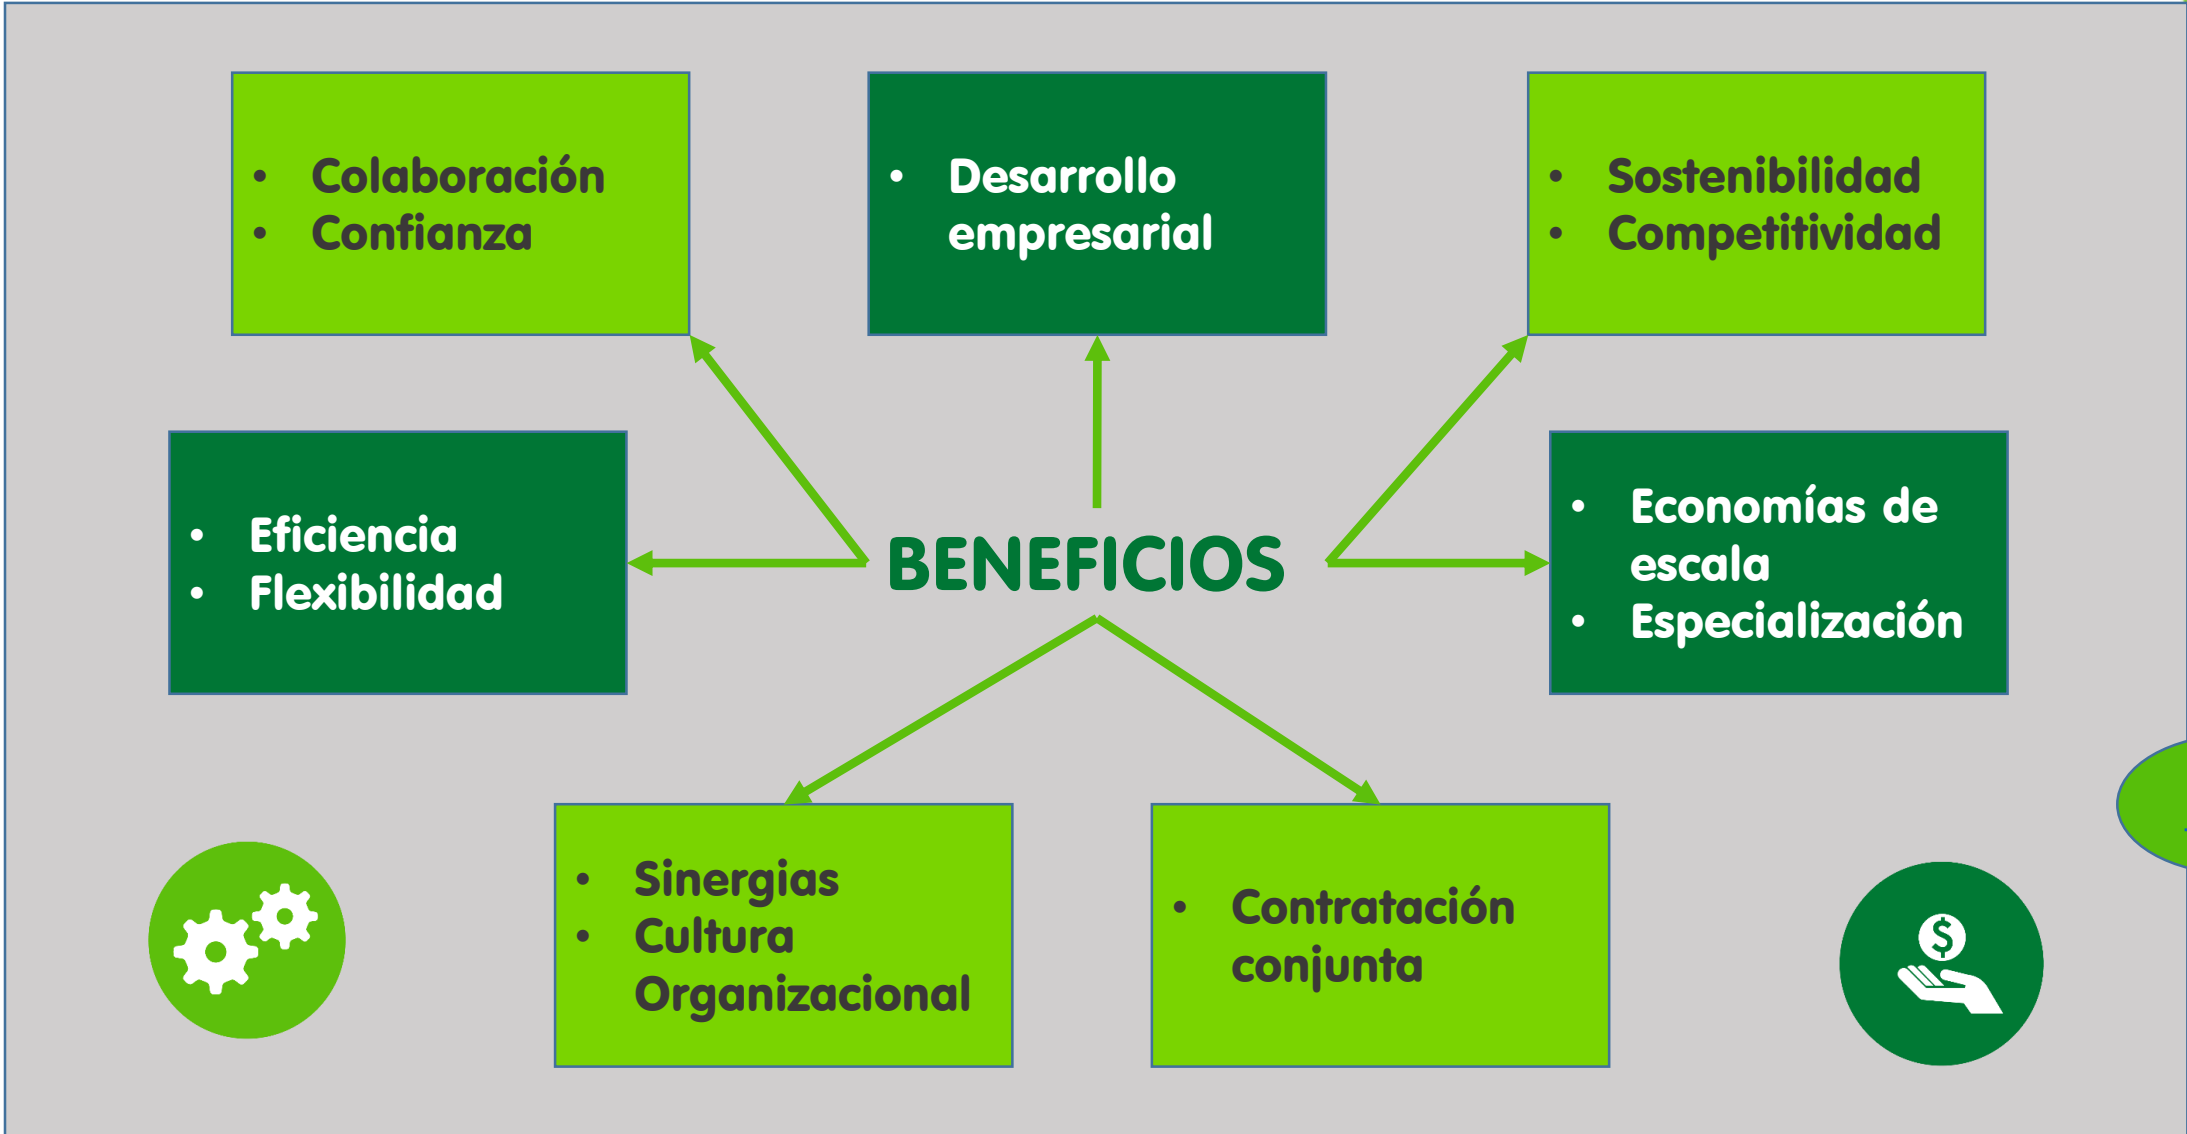 • Colaboración
• Confianza
• Desarrollo
empresarial
• Sostenibilidad
• Competitividad
• Eficiencia
• Flexibilidad
BENEFICIOS
• Economías de
escala
• Especialización
• Sinergias
• Cultura
Organizacional
• Contratación
conjunta
$